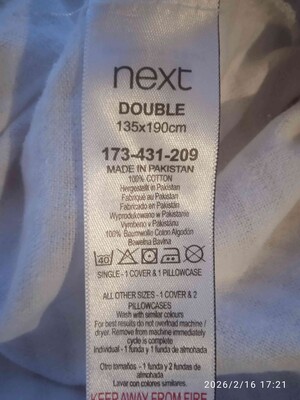 next
DOUBLE
135x190cm
173-431-209
MADE IN PAKISTAN
100% COTTON
Hergestellt in Pakistan
Fabriqué au Pakistan
Fabricado en Pakistán
Wyprodukowano w Pakistanie
Vyrobeno v Pákistánu
100% Baumwolle Coton Algodón
Bawełna Bavlna
40
SINGLE - 1 COVER & 1 PILLOWCASE
ALL OTHER SIZES - 1 COVER & 2
PILLOWCASES
Wash with similar colours
For best results do not overload machine /
dryer. Remove from machine immediately
cycle is complete
Individual - 1 funda y 1 funda de almohada
Otro tamaños - 1 funda y 2 fundas de
almohada
Lavar con colores similares.
KEEP AWAY FROM FIRE
2026/2/16 17:21